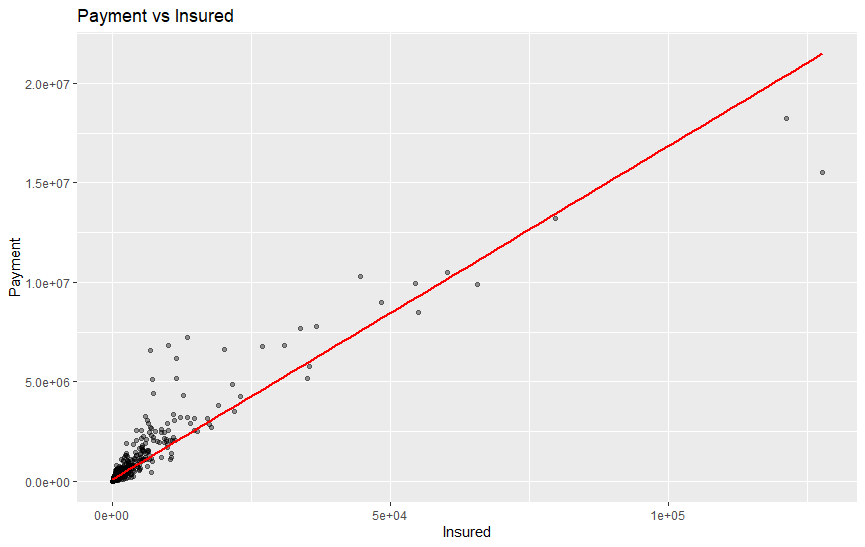 Payment vs Insured
2.0e+07
1.5e+07
1.0e+07
5.0e+06
0.0e+00
Payment
0e+00
5e+04
1e+05
Insured